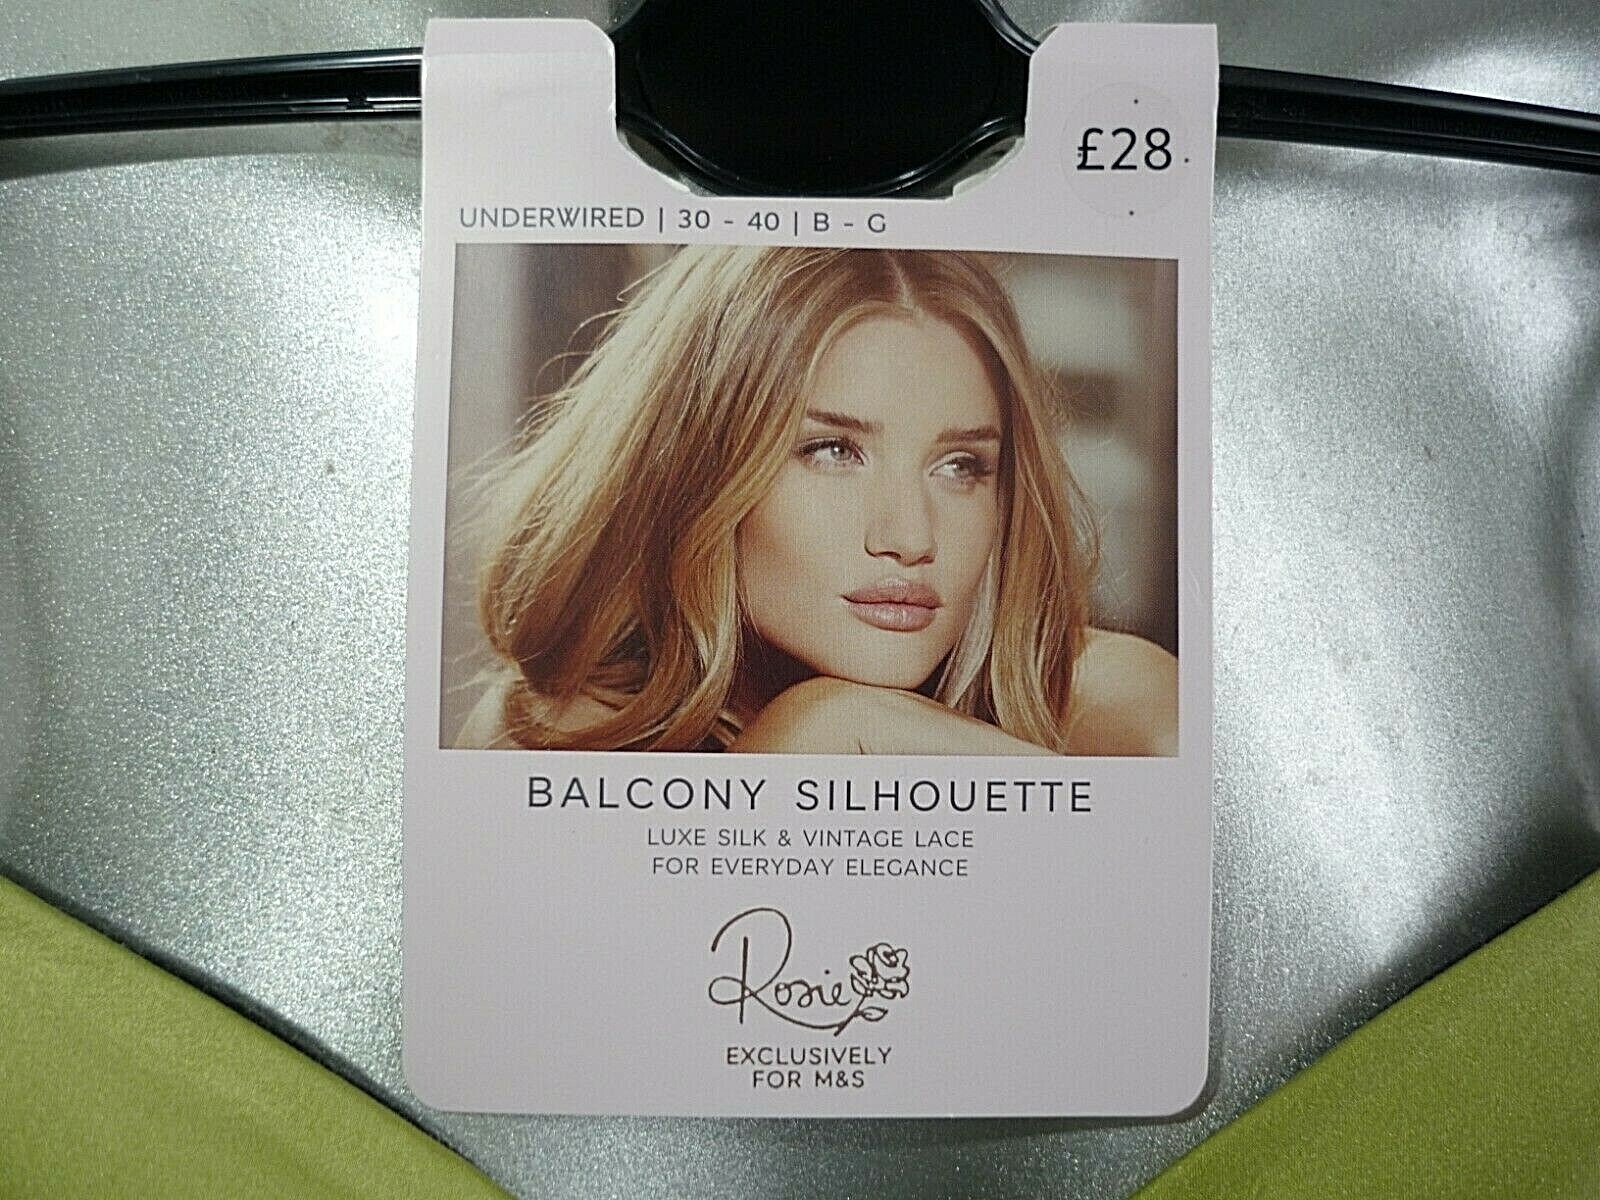 £28
UNDERWIRED | 30 - 40 | B - G
BALCONY SILHOUETTE
LUXE SILK & VINTAGE LACE
FOR EVERYDAY ELEGANCE
Rosie
EXCLUSIVELY
FOR M&S